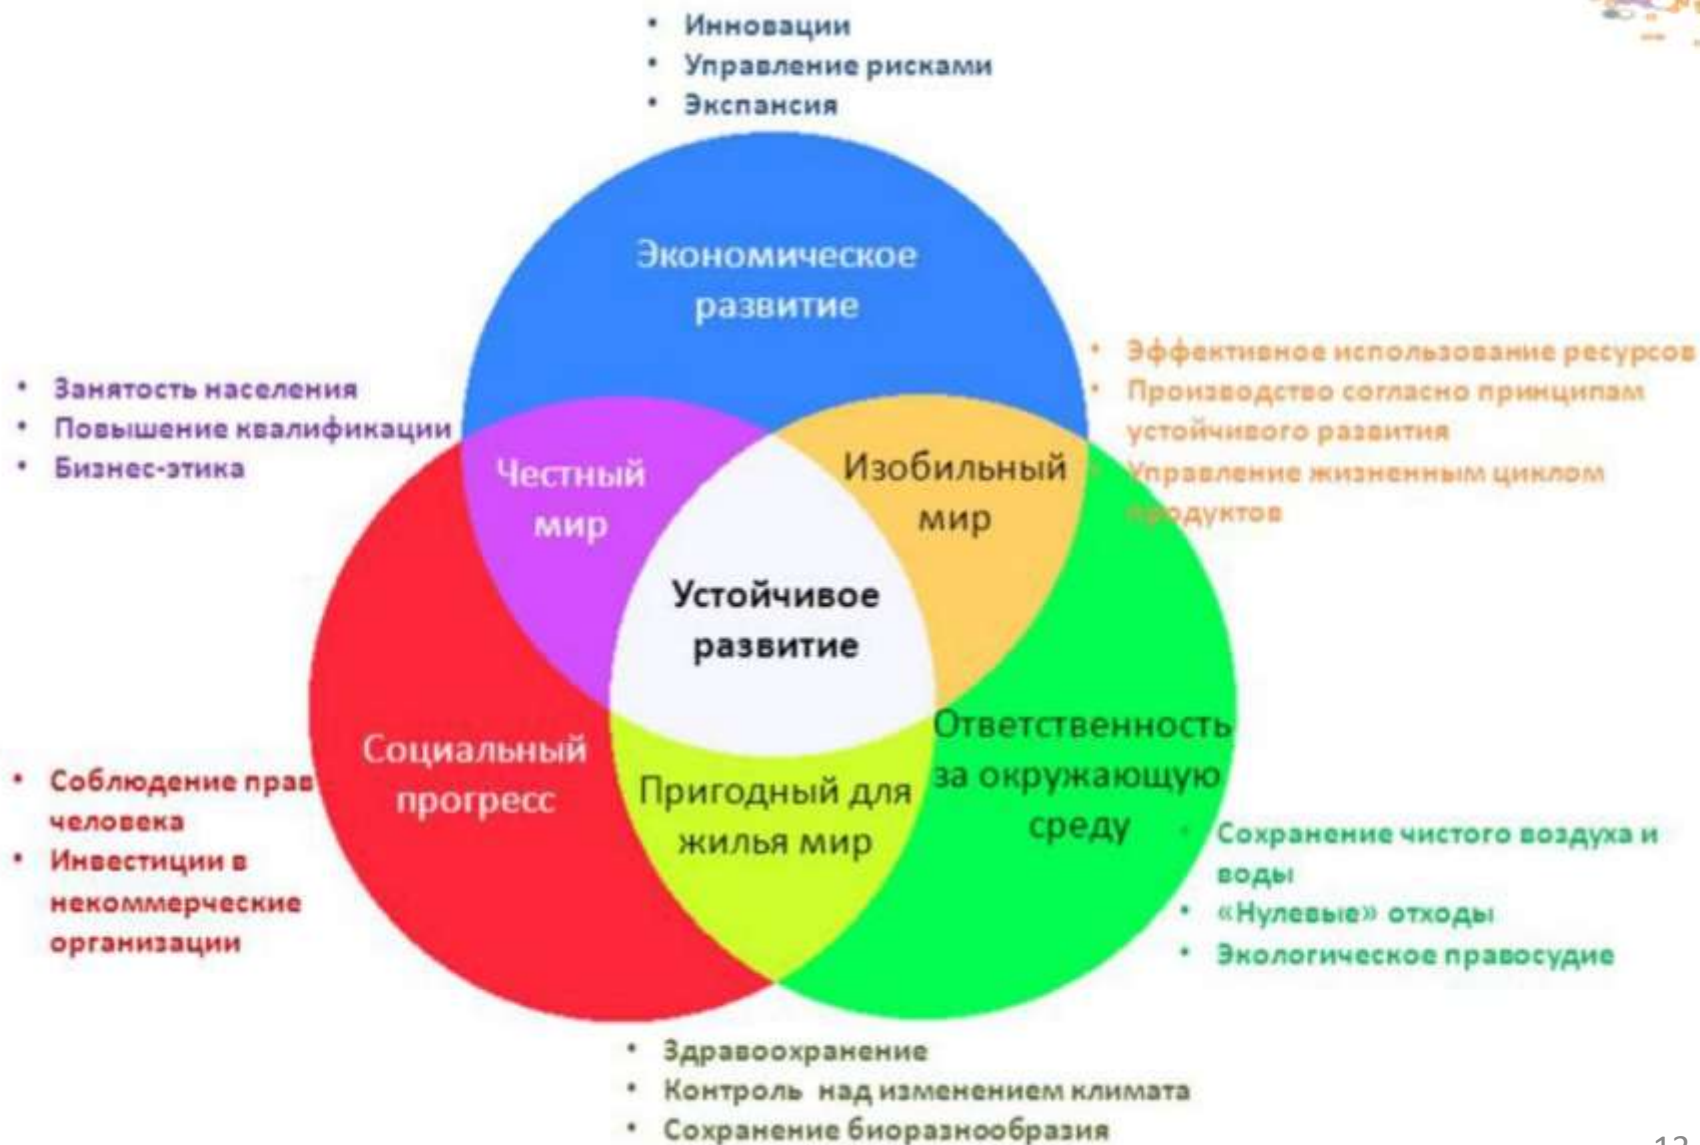 • Инновации
• Управление рисками
• Экспансия
Экономическое
развитие
• Занятость населения
• Повышение квалификации
• Бизнес-этика
• Эффективное использование ресурсов
• Производство согласно принципам
устойчивого развития
• Управление жизненным циклом
продуктов
Честный
мир
Изобильный
мир
Устойчивое
развитие
Социальный
прогресс
Пригодный для
жилья мир
Ответственность
за окружающую
среду
• Соблюдение прав
человека
• Инвестиции в
некоммерческие
организации
• Сохранение чистого воздуха и
воды
• «Нулевые» отходы
• Экологическое правосудие
• Здравоохранение
• Контроль над изменением климата
• Сохранение биоразнообразия